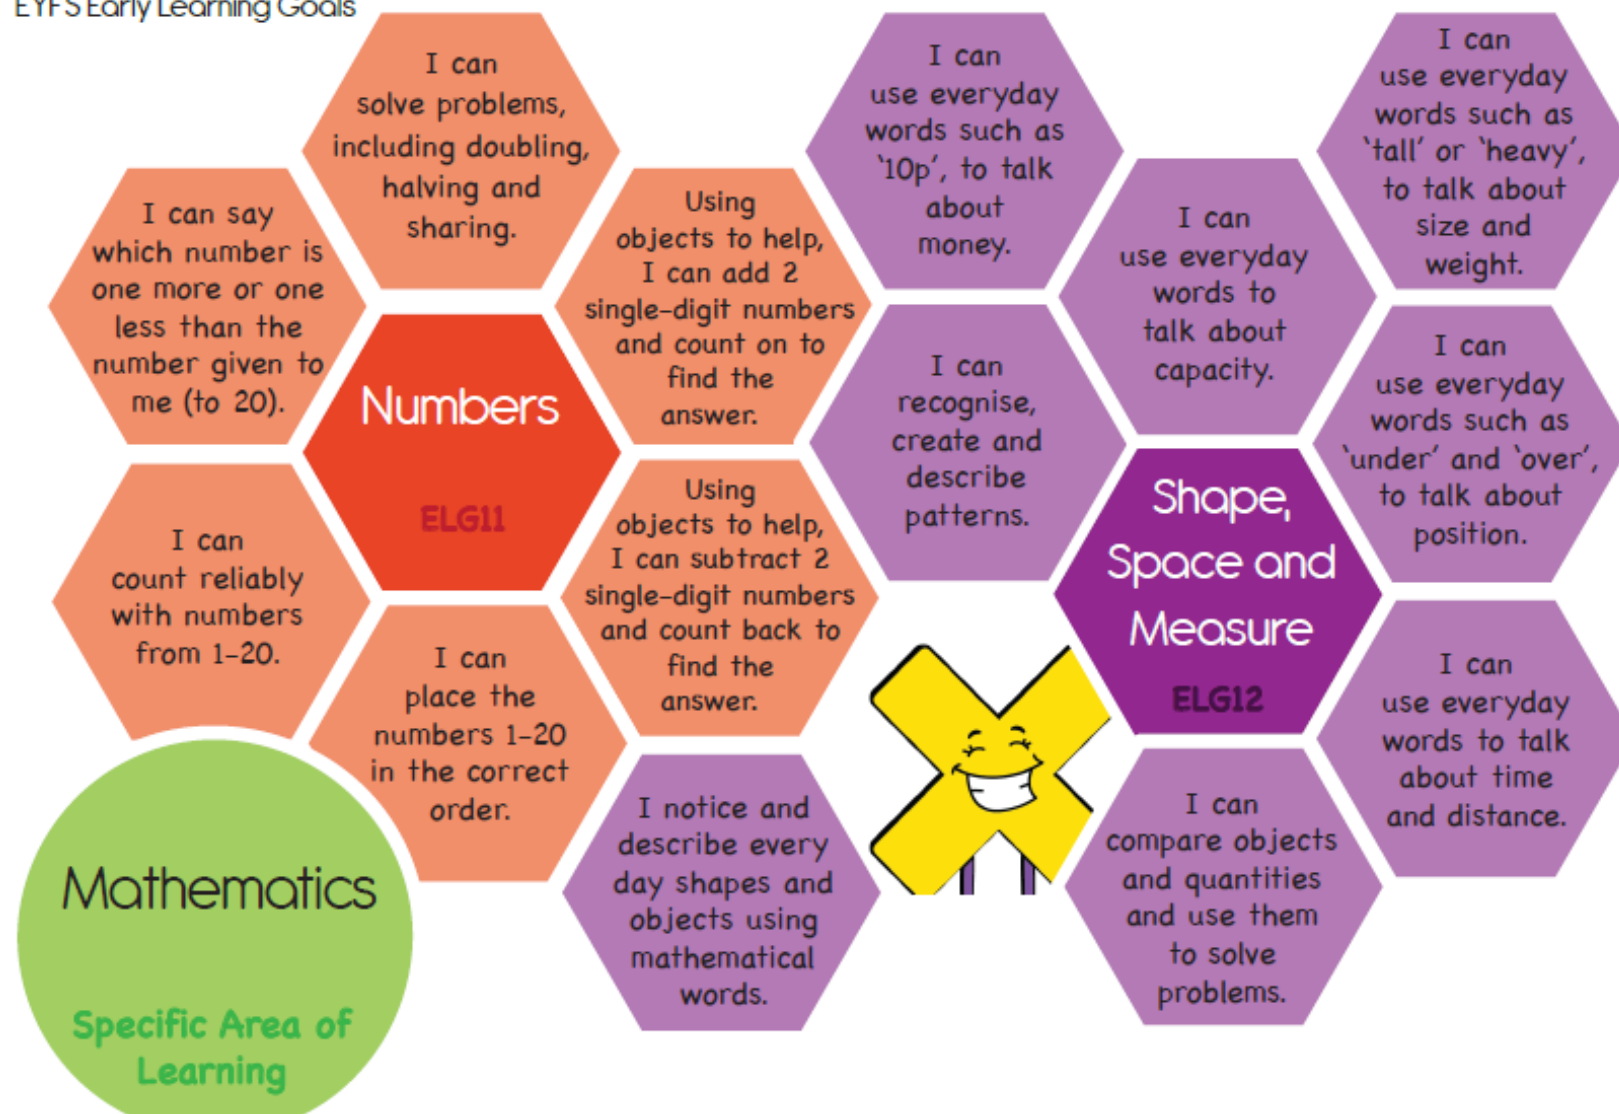 EYFS Early Learning Goals
I can
solve problems,
including doubling,
halving and
sharing.
I can say
which number is
one more or one
less than the
number given to
me (to 20).
Using
objects to help,
I can add 2
single-digit numbers
and count on to
find the
answer.
Numbers
ELG11
I can
count reliably
with numbers
from 1-20.
I can
place the
numbers 1-20
in the correct
order.
Using
objects to help,
I can subtract 2
single-digit numbers
and count back to
find the
answer.
Mathematics
Specific Area of
Learning
I can
use everyday
words such as
'10p', to talk
about
money.
I can
use everyday
words to
talk about
capacity.
I can
use everyday
words such as
'tall' or 'heavy',
to talk about
size and
weight.
I can
recognise,
create and
describe
patterns.
I can
use everyday
words such as
'under' and 'over',
to talk about
position.
Shape,
Space and
Measure
ELG12
I can
use everyday
words to talk
about time
and distance.
I notice and
describe every
day shapes and
objects using
mathematical
words.
I can
compare objects
and quantities
and use them
to solve
problems.